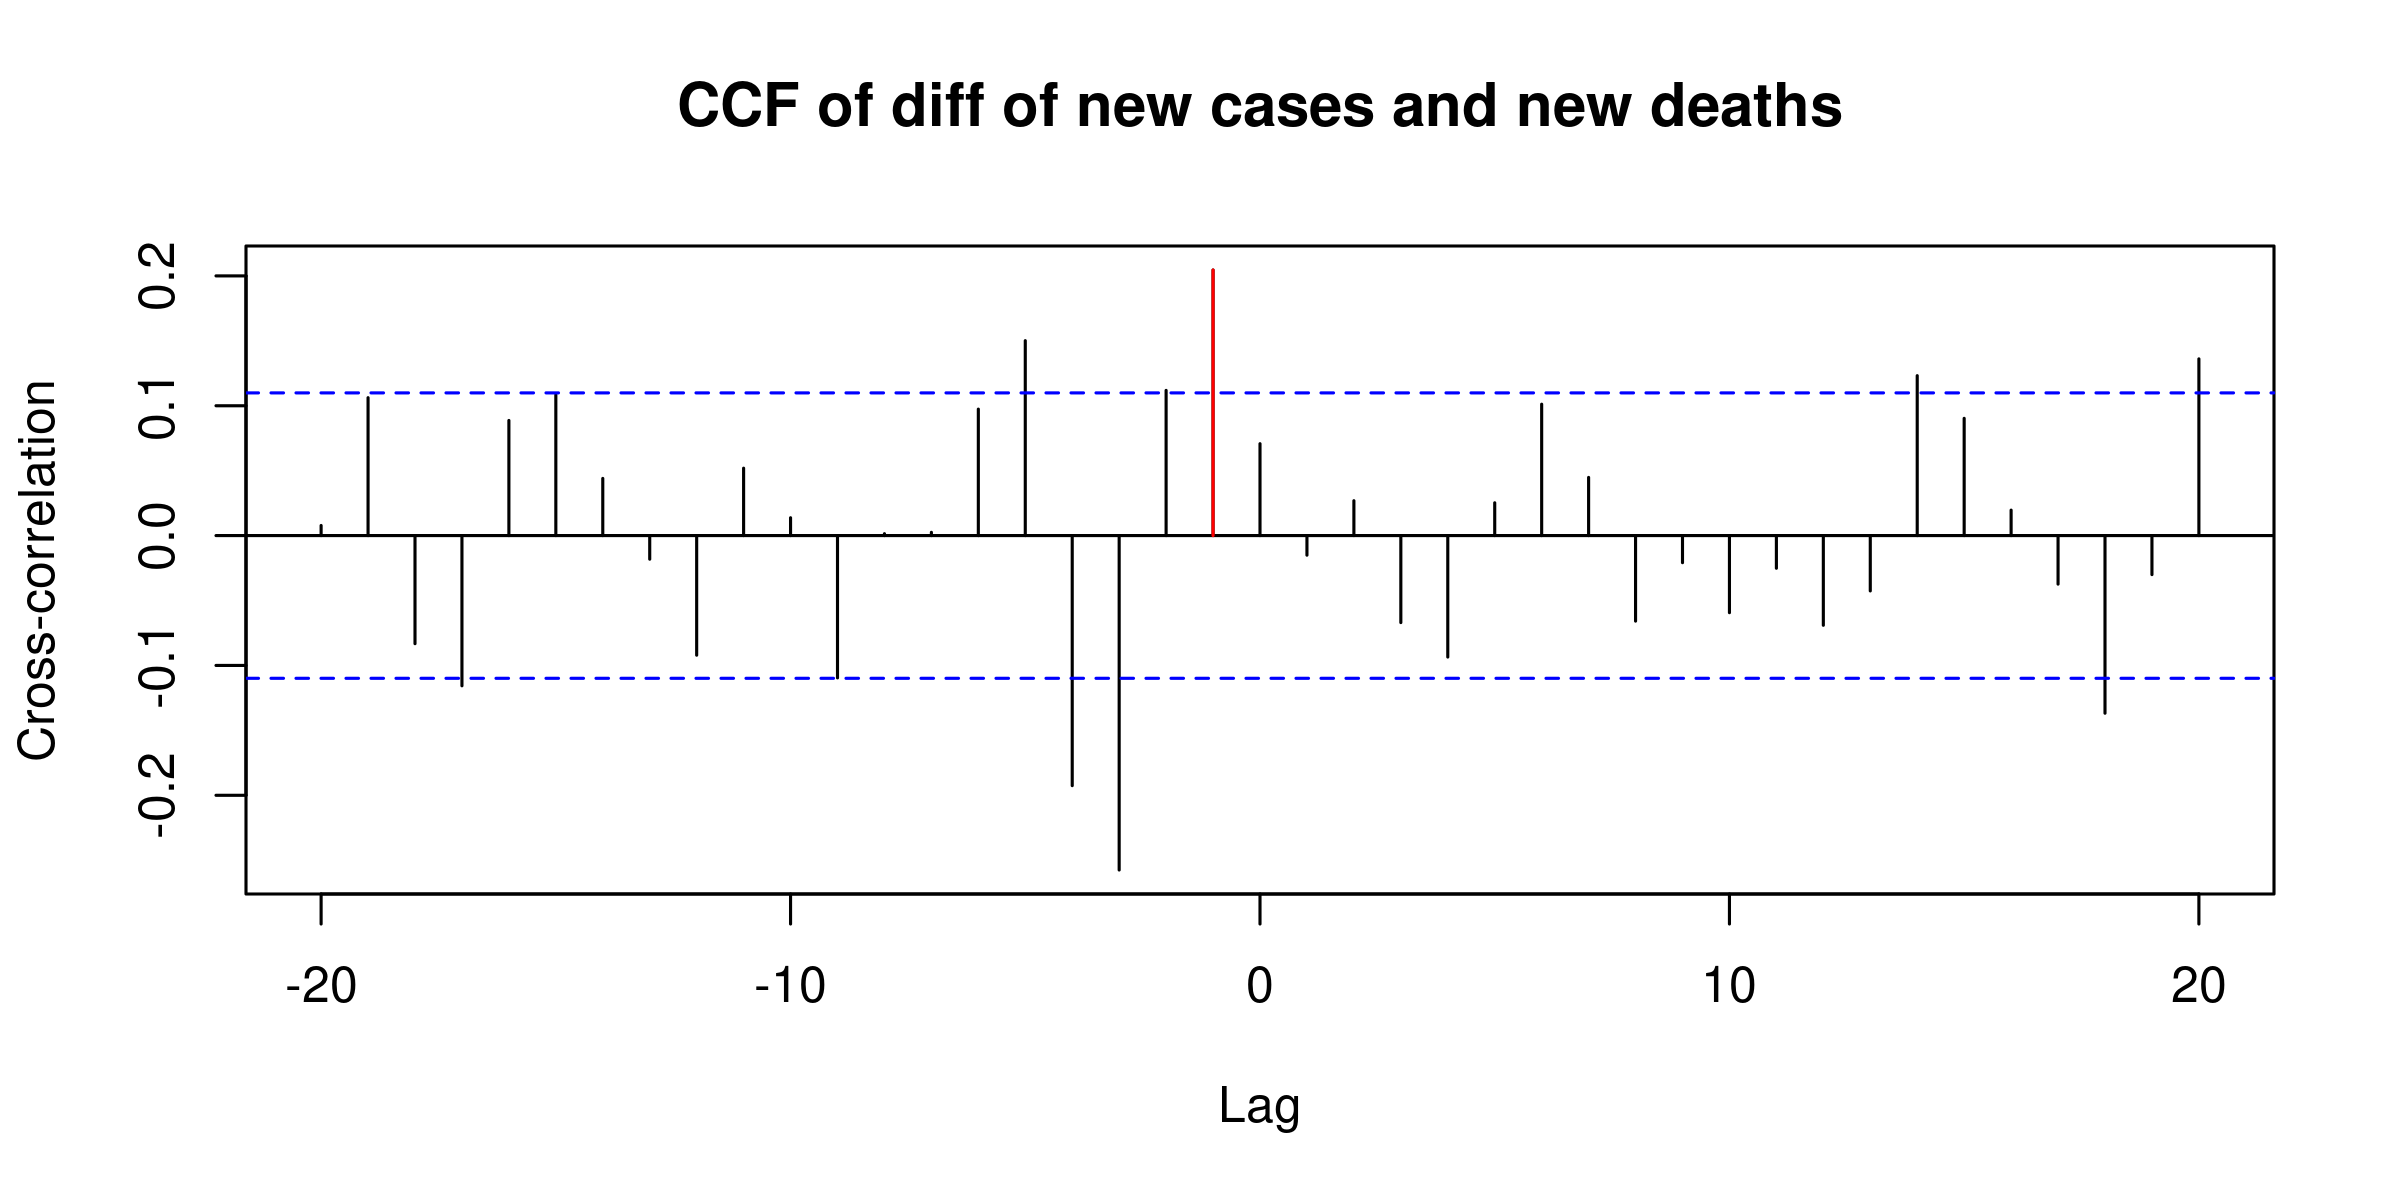 CCF of diff of new cases and new deaths
Cross-correlation
0.2
0.1
0.0
-0.1
-0.2
-20 -10 0 10 20
Lag